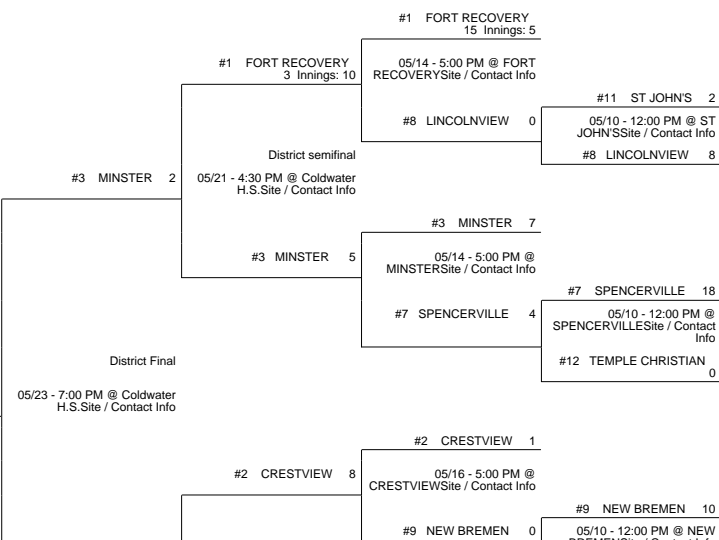 #1 FORT RECOVERY
15 Innings: 5
05/14 - 5:00 PM @ FORT
RECOVERYSite / Contact Info
#1 FORT RECOVERY
3 Innings: 10
#11 ST JOHN'S 2
05/10 - 12:00 PM @ ST
JOHN'SSite / Contact Info
#8 LINCOLNVIEW 0
#8 LINCOLNVIEW 8
District semifinal
05/21 - 4:30 PM @ Coldwater
H.S.Site / Contact Info
#3 MINSTER 2
#3 MINSTER 7
05/14 - 5:00 PM @
MINSTERSite / Contact Info
#3 MINSTER 5
#7 SPENCERVILLE 18
05/10 - 12:00 PM @
SPENCERVILLESite / Contact
Info
#7 SPENCERVILLE 4
#12 TEMPLE CHRISTIAN
0
District Final
05/23 - 7:00 PM @ Coldwater
H.S.Site / Contact Info
#2 CRESTVIEW 1
05/16 - 5:00 PM @
CRESTVIEWSite / Contact Info
#2 CRESTVIEW 8
#9 NEW BREMEN 10
05/10 - 12:00 PM @ NEW
BREMENSite / Contact Info
#9 NEW BREMEN 0